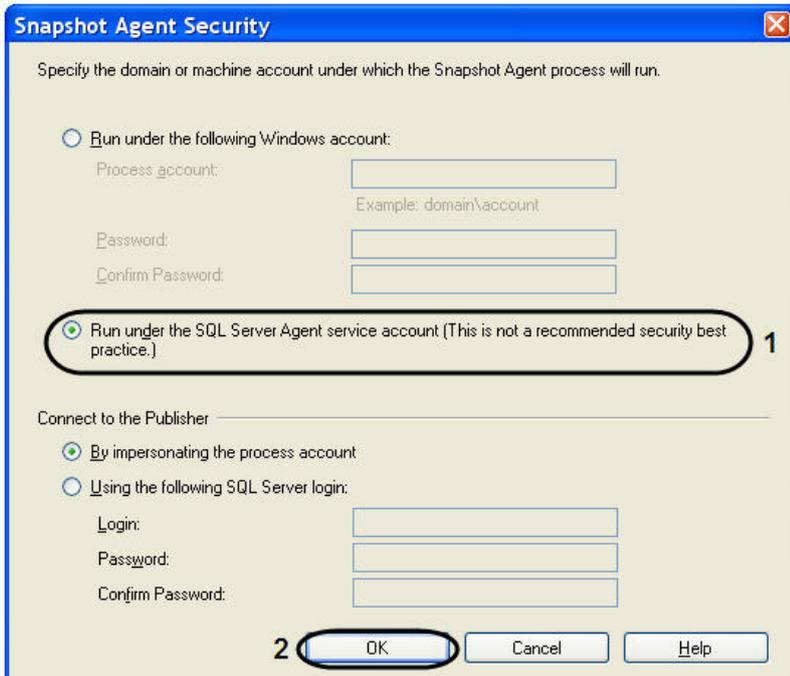 Snapshot Agent Security
Specify the domain or machine account under which the Snapshot Agent process will run.
Run under the following Windows account:
Process account:
Example: domain\account
Password:
Confirm Password:
Run under the SQL Server Agent service account (This is not a recommended security best
practice.)
1
Connect to the Publisher
By impersonating the process account
Using the following SQL Server login:
Login:
Password:
Confirm Password:
2 OK Cancel Help